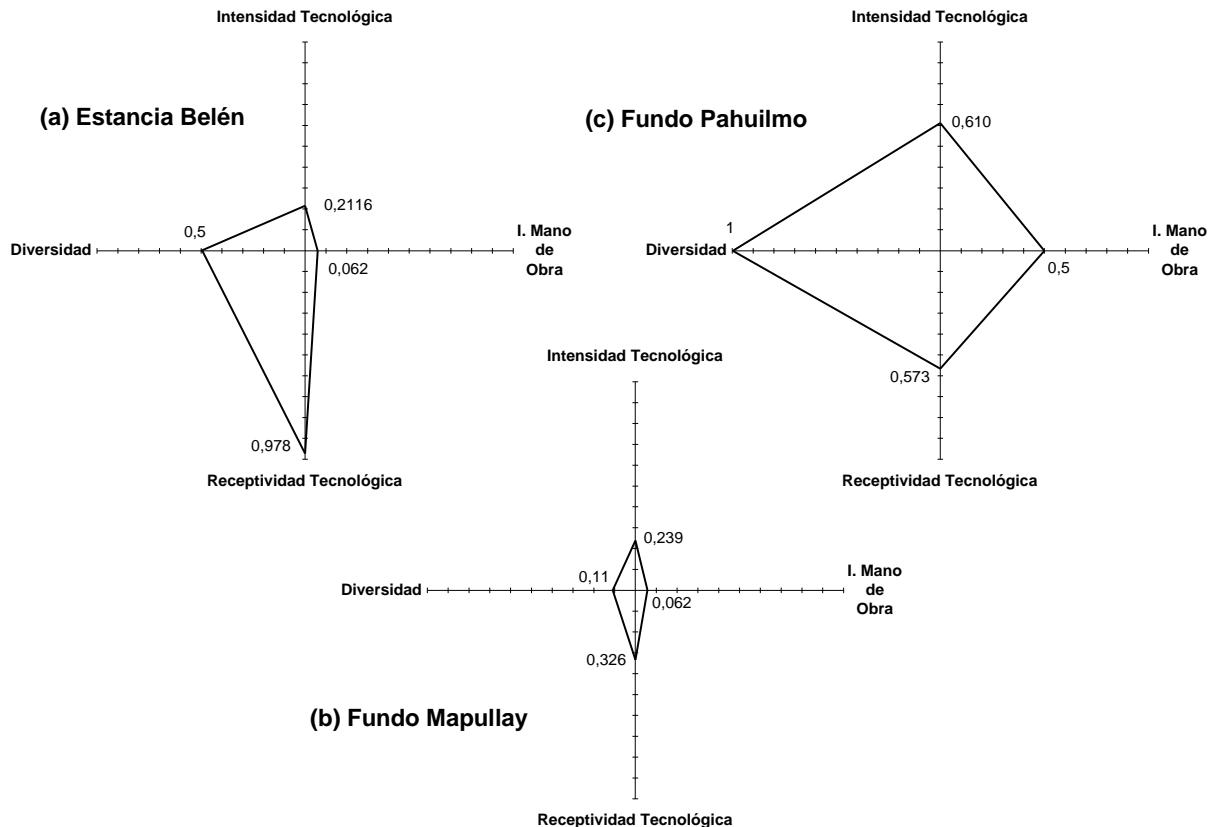 Intensidad Tecnológica
(a) Estancia Belén
0,2116
0,5
Diversidad
I. Mano
de
Obra
0,062
0,978
Receptividad Tecnológica
Intensidad Tecnológica
(c) Fundo Pahuilmo
0,610
1
Diversidad
I. Mano
de
Obra
0,5
0,573
Receptividad Tecnológica
Intensidad Tecnológica
0,239
0,11
Diversidad
I. Mano
de
Obra
0,062
0,326
(b) Fundo Mapullay
Receptividad Tecnológica